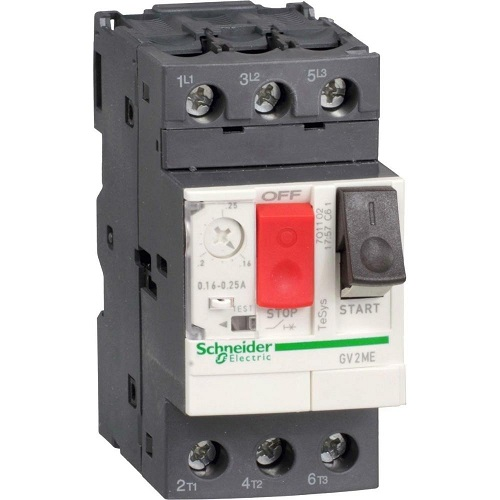 1L1 3L2 5L3
OFF
.25
.2 .16
0.16-0.25A
TEST
STOP
START
TeSys
Schneider
Electric
GV2ME
2T1 4T2 6T3